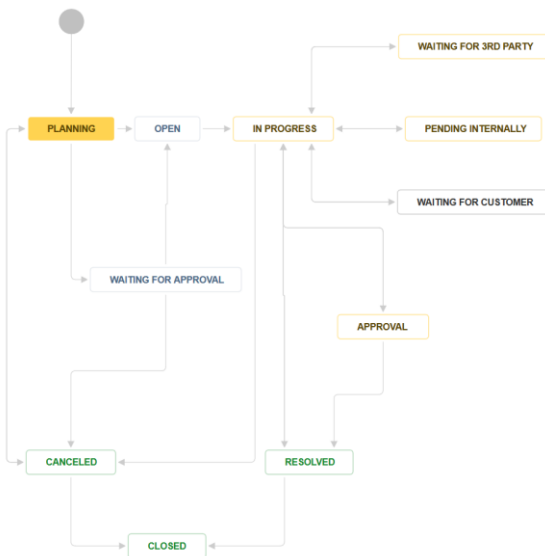 WAITING FOR 3RD PARTY
PLANNING
OPEN
IN PROGRESS
PENDING INTERNALLY
WAITING FOR CUSTOMER
WAITING FOR APPROVAL
APPROVAL
CANCELED
RESOLVED
CLOSED